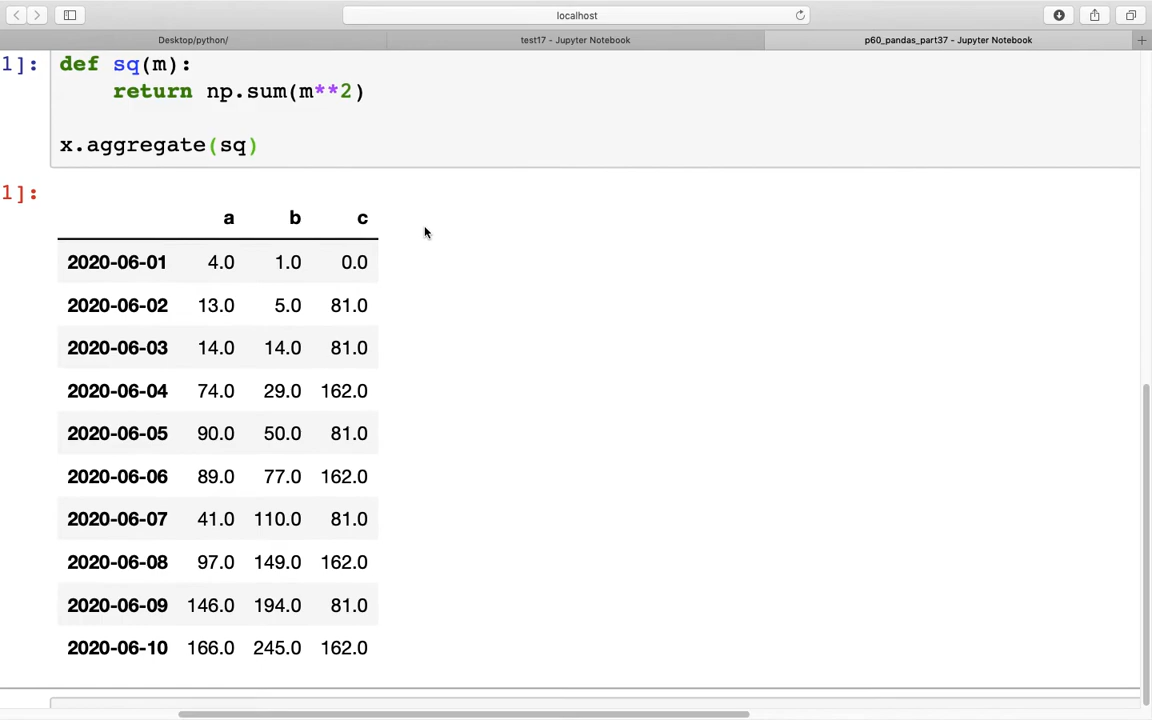 localhost
Desktop/python/ test17 - Jupyter Notebook p60_pandas_part37 - Jupyter Notebook
1]: def sq(m):
return np.sum(m**2)
x.aggregate(sq)
1]:
a b c
2020-06-01 4.0 1.0 0.0
2020-06-02 13.0 5.0 81.0
2020-06-03 14.0 14.0 81.0
2020-06-04 74.0 29.0 162.0
2020-06-05 90.0 50.0 81.0
2020-06-06 89.0 77.0 162.0
2020-06-07 41.0 110.0 81.0
2020-06-08 97.0 149.0 162.0
2020-06-09 146.0 194.0 81.0
2020-06-10 166.0 245.0 162.0